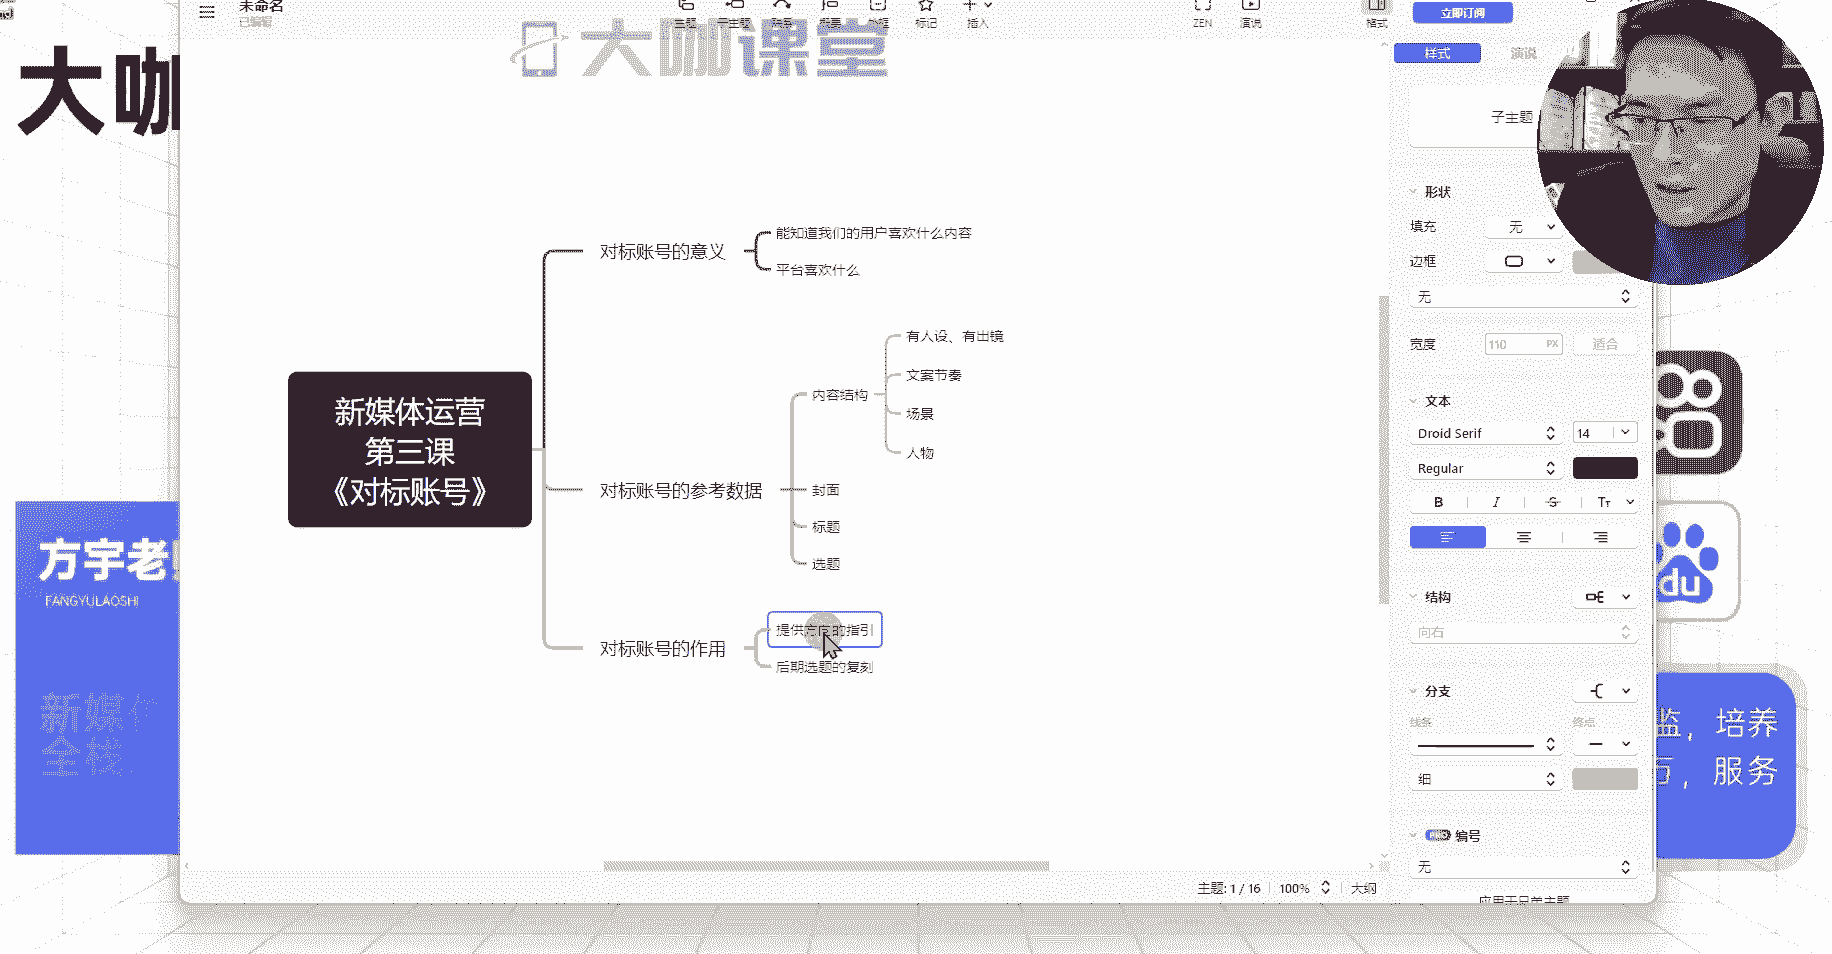 未命名
已编辑
主题
子主题
联系
概要
外框
标记
插入
ZEN
演说
格式
立即订阅
大咖课堂
大咖
样式
演说
子主题
形状
填充
无
边框
无
宽度
110
PX
适合
文本
Droid Serif
14
Regular
B
I
S
Tт
结构
向右
分支
线条
终点
细
编号
无
应用于兄弟主题
新媒体运营
第三课
《对标账号》
对标账号的意义
能知道我们的用户喜欢什么内容
平台喜欢什么
对标账号的参考数据
内容结构
有人设、有出镜
文案节奏
场景
人物
封面
标题
选题
对标账号的作用
提供方向的指引
后期选题的复刻
主题: 1 / 16
100%
大纲
方宇老
FANGYULAOSHI
新媒体
全栈
du
监，培养
万，服务